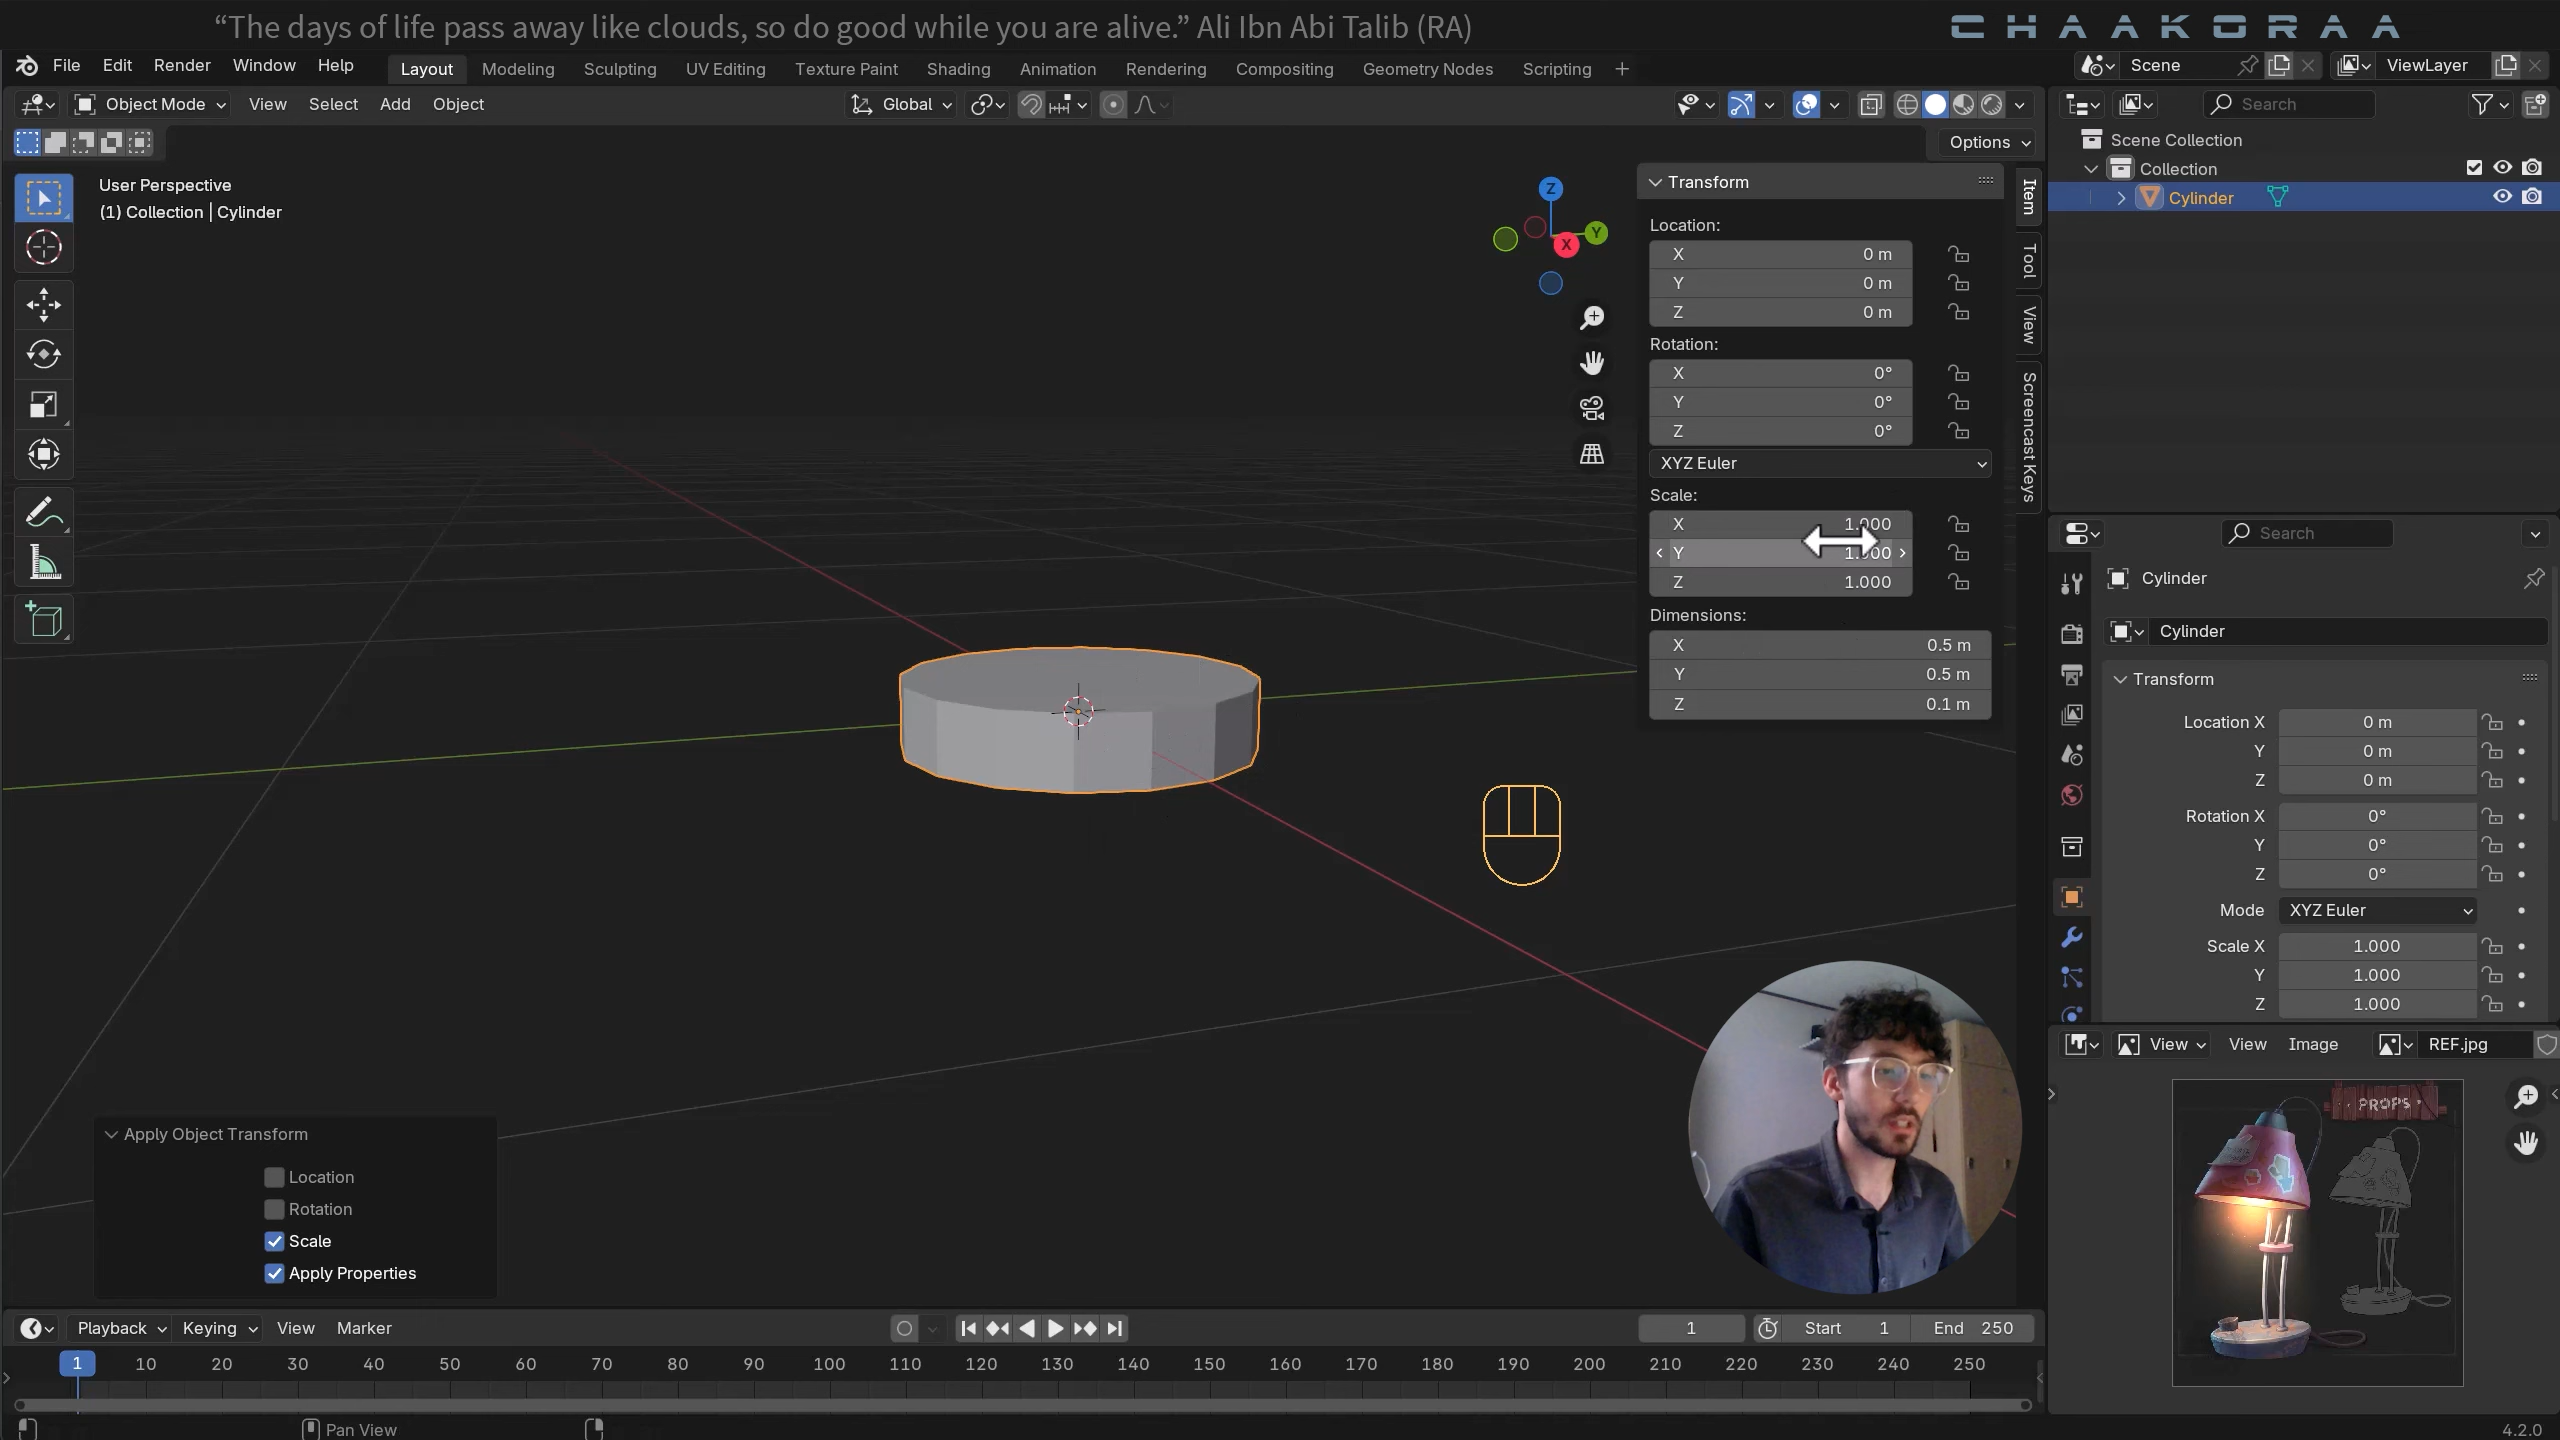 “The days of life pass away like clouds, so do good while you are alive.” Ali Ibn Abi Talib (RA)
CHAAKORAA
File Edit Render Window Help
Layout Modeling Sculpting UV Editing Texture Paint Shading Animation Rendering Compositing Geometry Nodes Scripting +
Scene
ViewLayer
Object Mode View Select Add Object
Global
Options
User Perspective
(1) Collection | Cylinder
Z
Y
X
Transform
Location:
X 0 m
Y 0 m
Z 0 m
Rotation:
X 0°
Y 0°
Z 0°
XYZ Euler
Scale:
X 1.000
Y 1.000
Z 1.000
Dimensions:
X 0.5 m
Y 0.5 m
Z 0.1 m
Item
Tool
View
Screencast Keys
Search
Scene Collection
Collection
Cylinder
Search
Cylinder
Cylinder
Transform
Location X 0 m
Y 0 m
Z 0 m
Rotation X 0°
Y 0°
Z 0°
Mode XYZ Euler
Scale X 1.000
Y 1.000
Z 1.000
View View Image REF.jpg
PROPS
Apply Object Transform
Location
Rotation
Scale
Apply Properties
Playback Keying View Marker
1
Start 1
End 250
1 10 20 30 40 50 60 70 80 90 100 110 120 130 140 150 160 170 180 190 200 210 220 230 240 250
Pan View
4.2.0